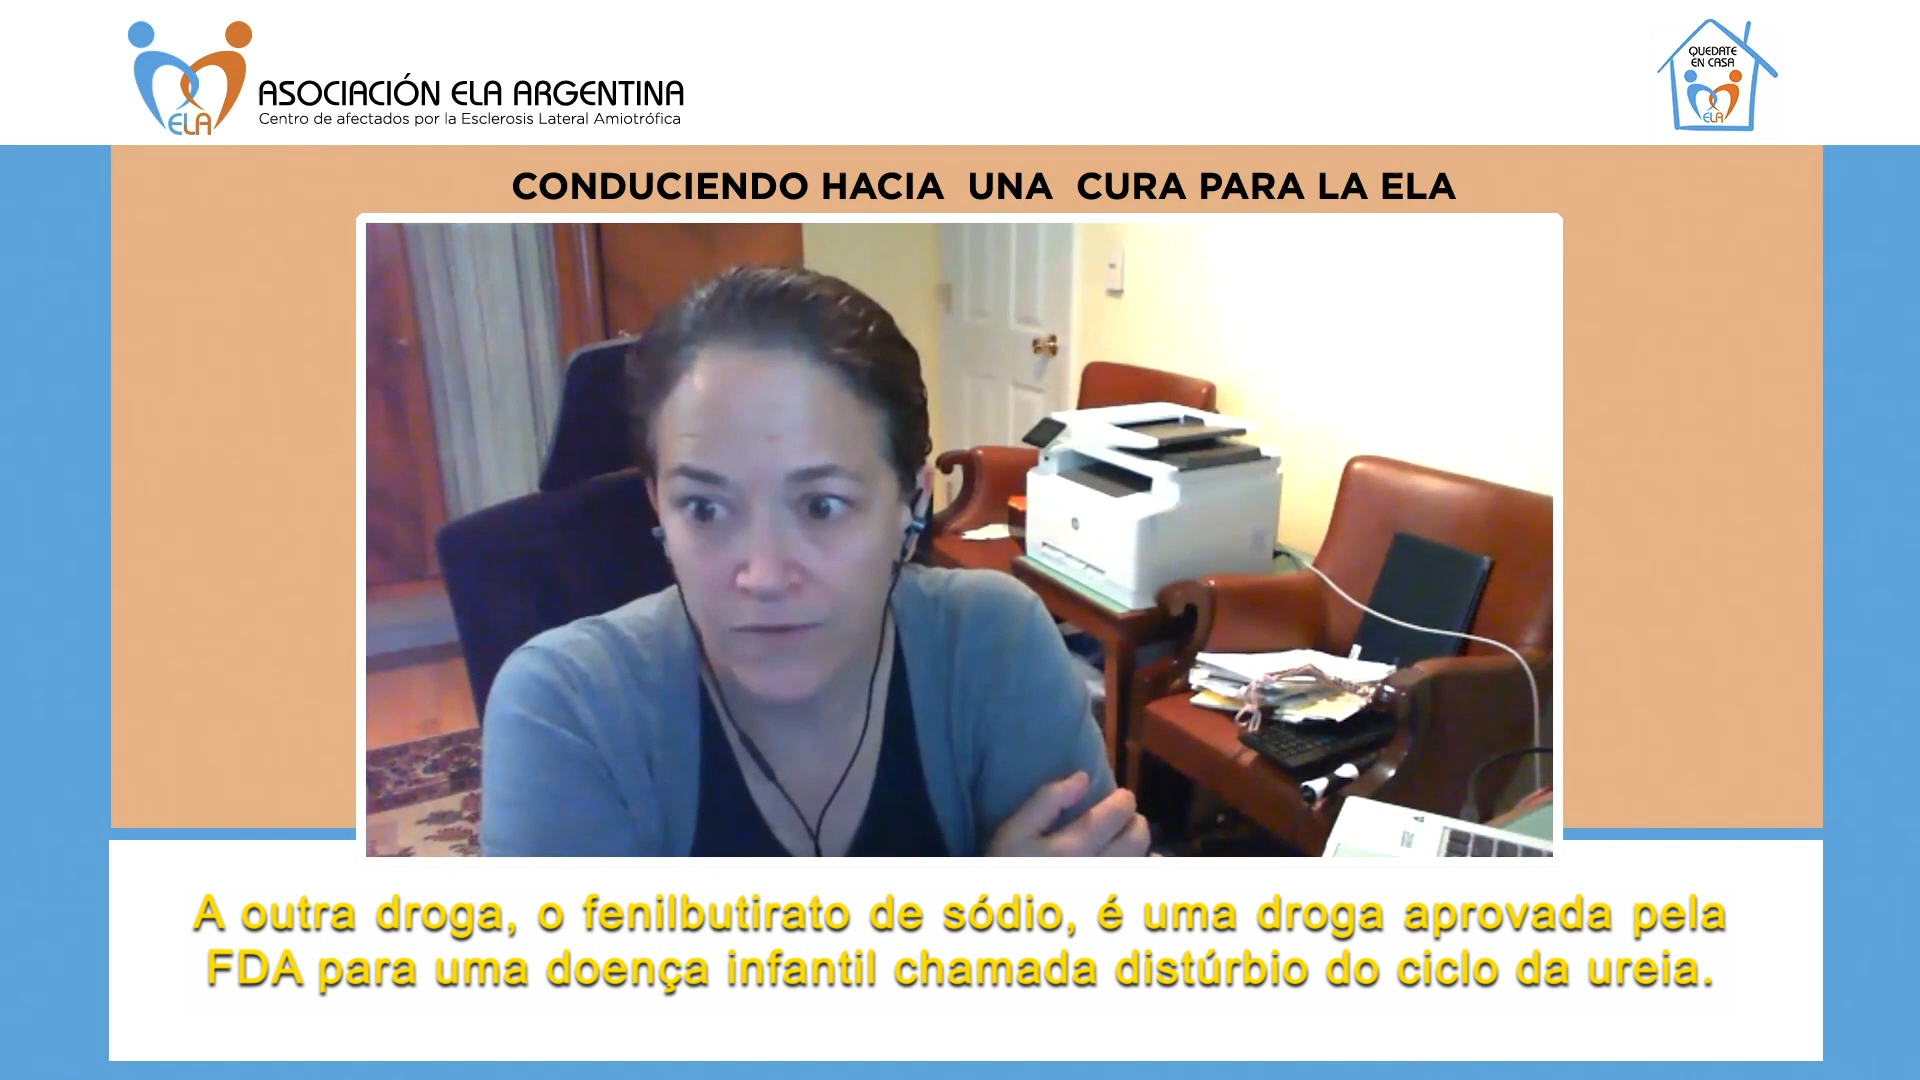 ELA
ASOCIACIÓN ELA ARGENTINA
Centro de afectados por la Esclerosis Lateral Amiotrófica
QUEDATE
EN CASA
ELA
CONDUCIENDO HACIA UNA CURA PARA LA ELA
hp
A outra droga, o fenilbutirato de sódio, é uma droga aprovada pela
FDA para uma doença infantil chamada distúrbio do ciclo da ureia.